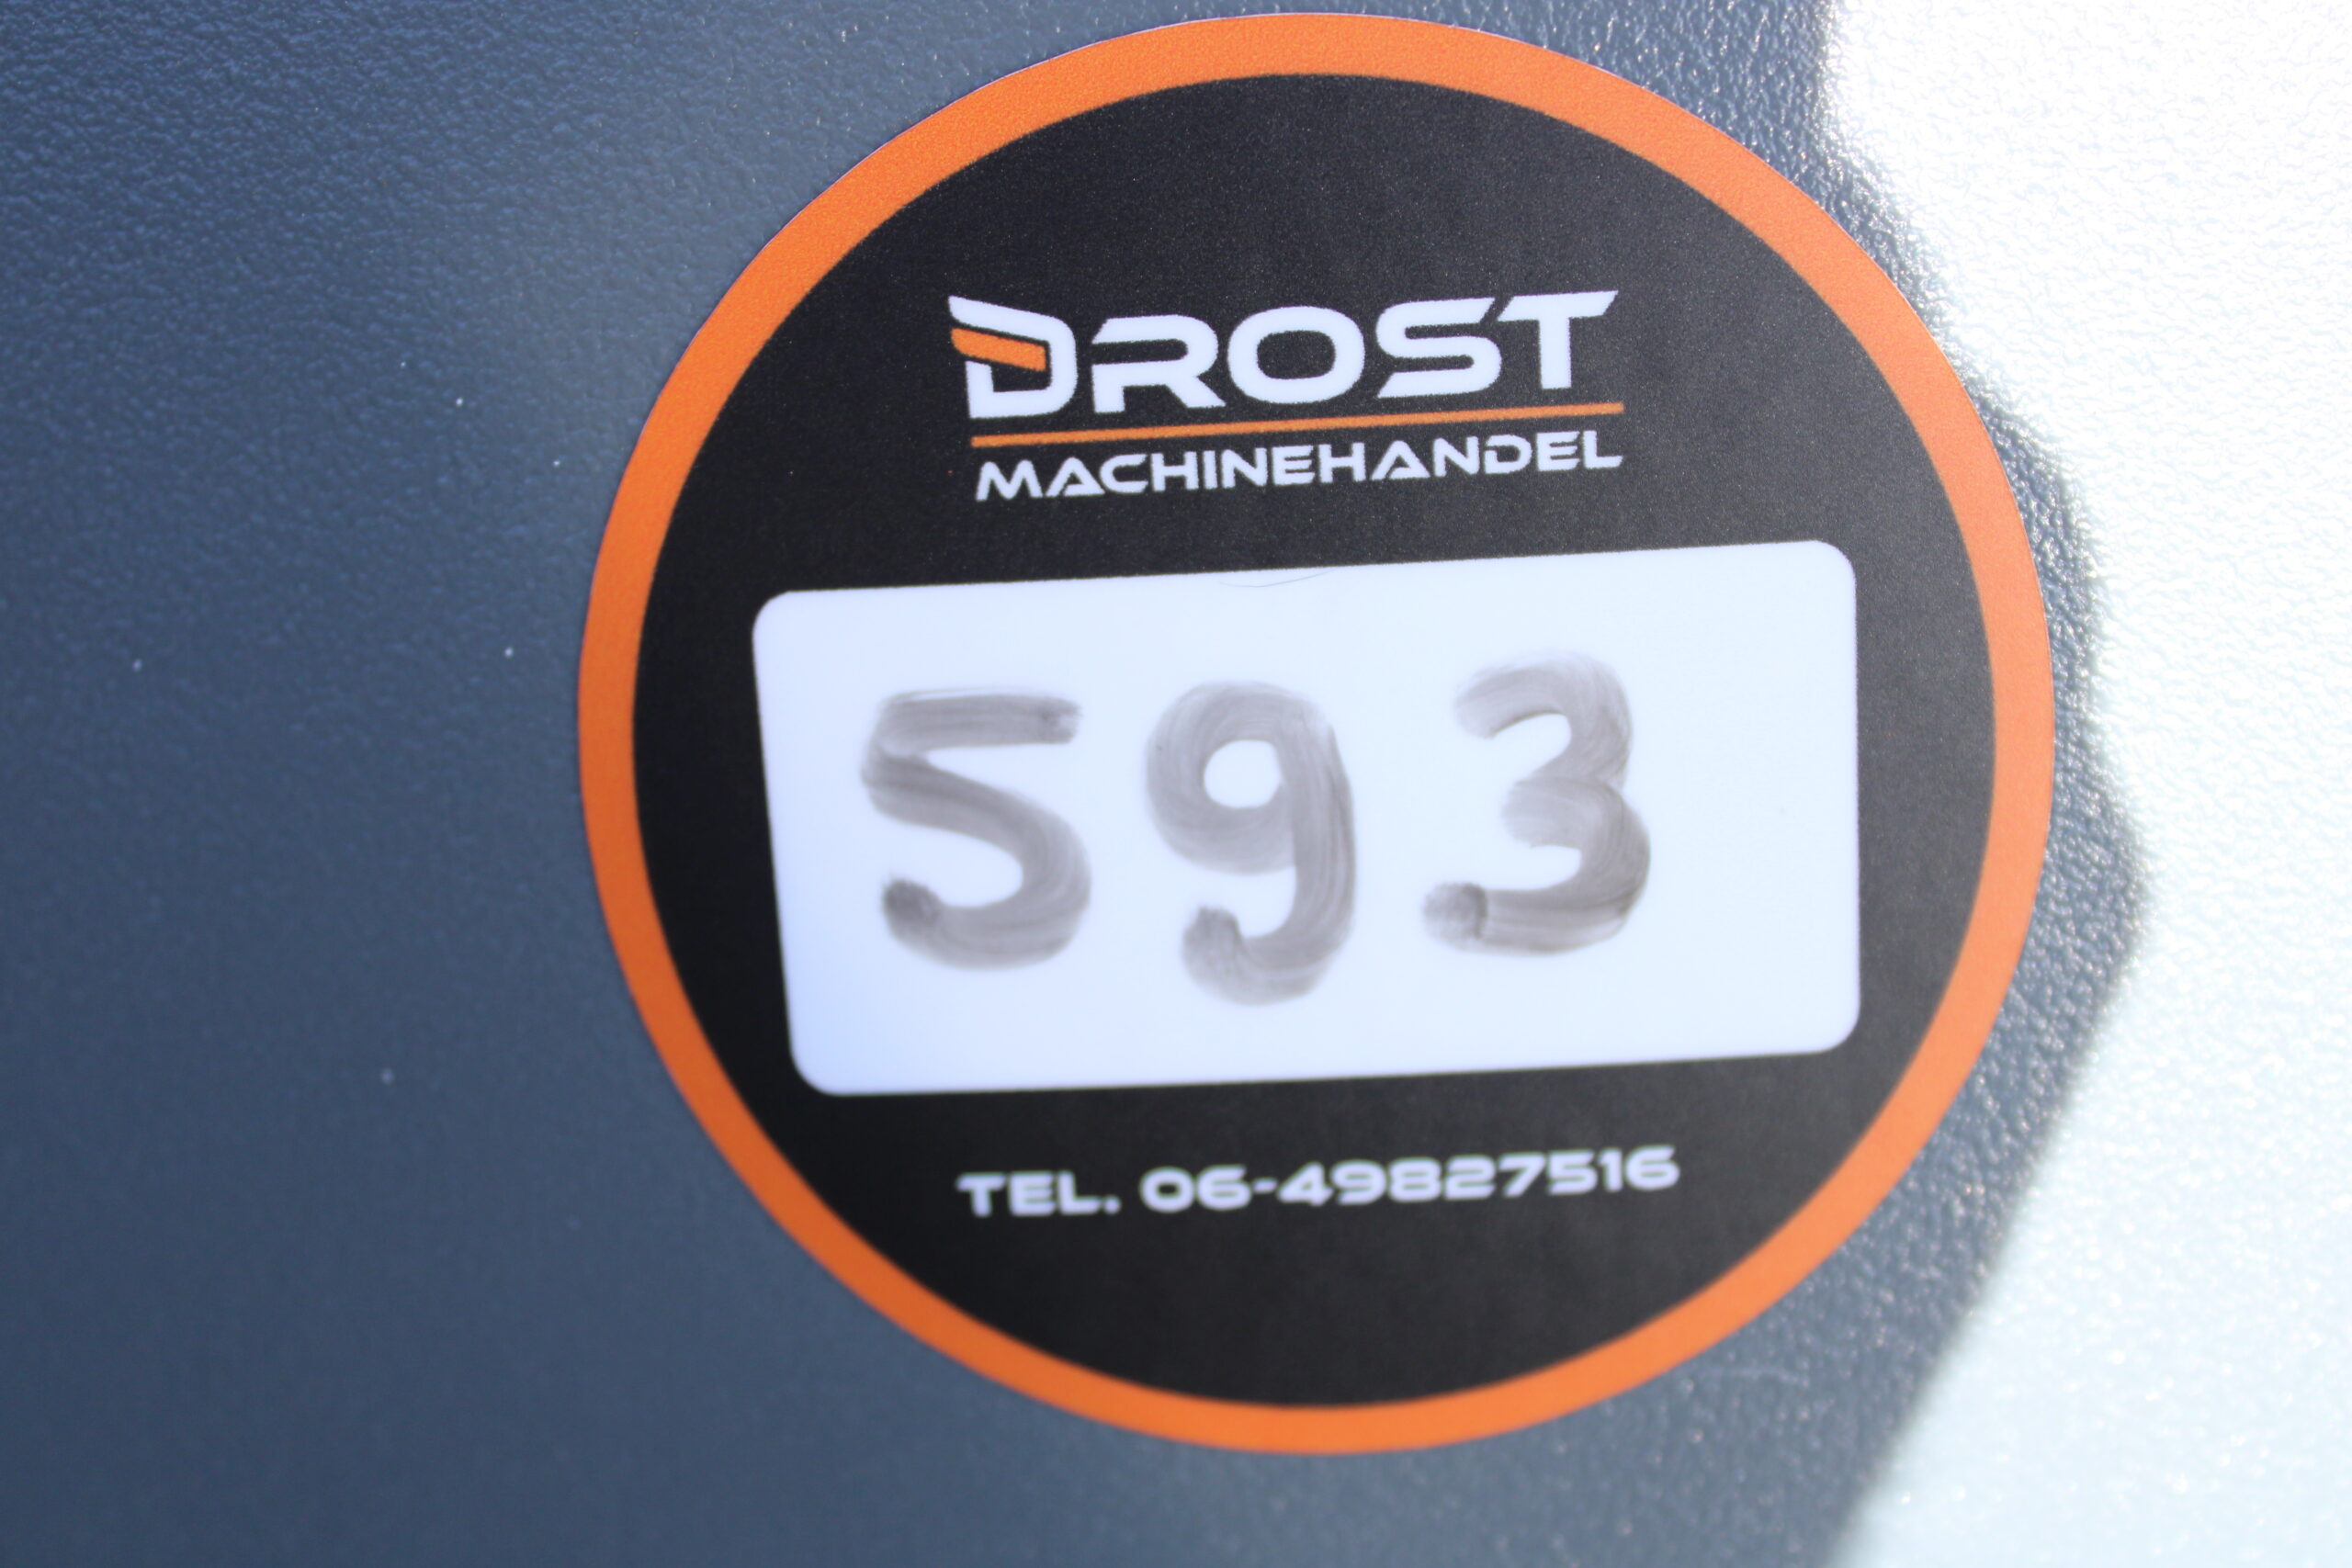 DROST
MACHINEHANDEL
593
TEL. 06-49827516